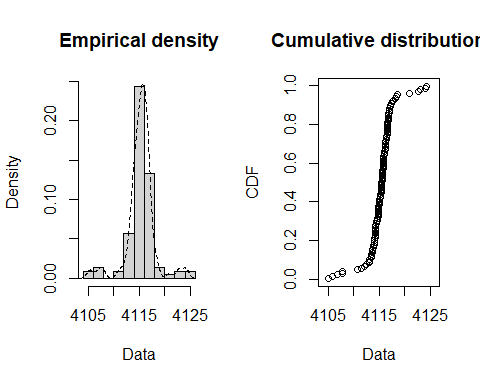 Empirical density
Density
0.00
0.10
0.20
4105
4115
4125
Data
Cumulative distribution
CDF
0.0
0.2
0.4
0.6
0.8
1.0
4105
4115
4125
Data